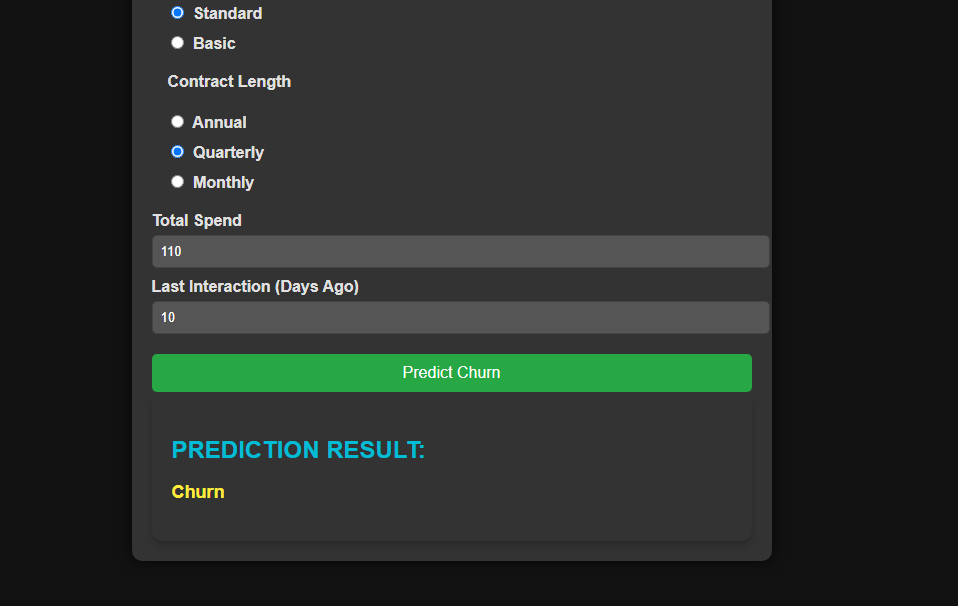 Standard
Basic
Contract Length
Annual
Quarterly
Monthly
Total Spend
110
Last Interaction (Days Ago)
10
Predict Churn
PREDICTION RESULT:
Churn